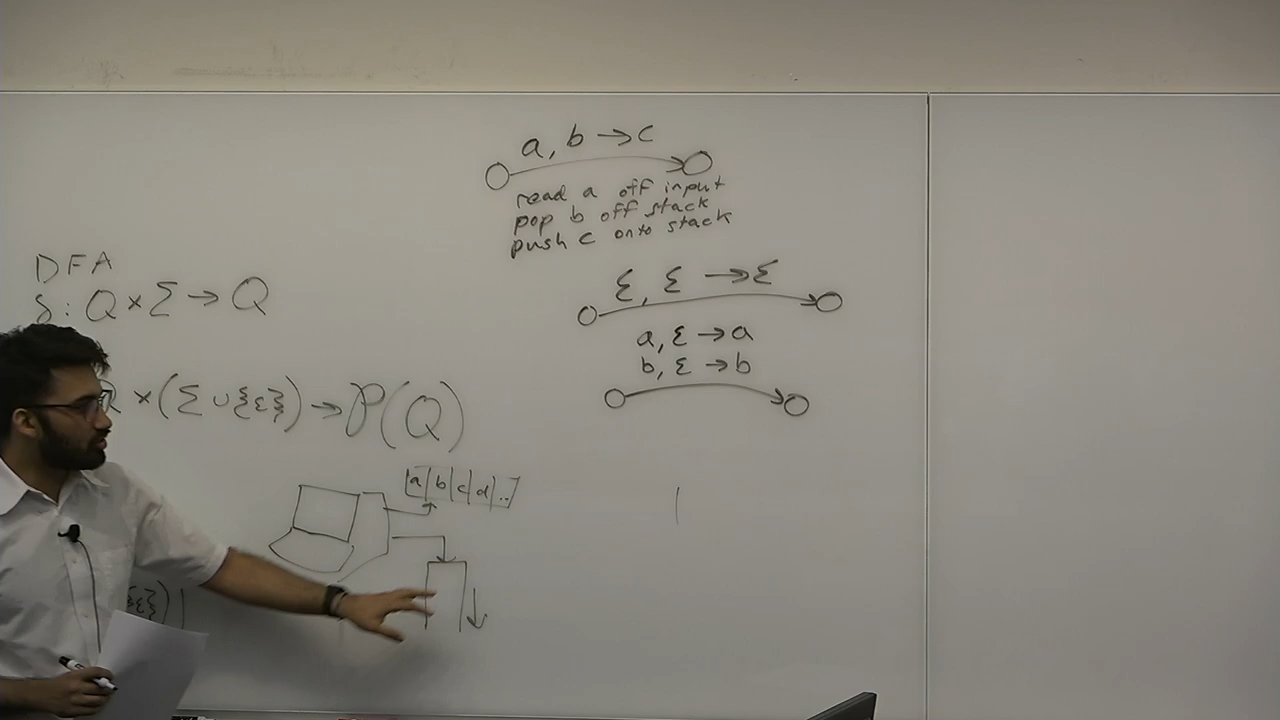 DFA
δ: Q × Σ → Q
× (Σ ∪ {ε}) → P(Q)
a b c d ..
{ε})
a, b → c
read a off input
pop b off stack
push c onto stack
ε, ε → ε
a, ε → a
b, ε → b